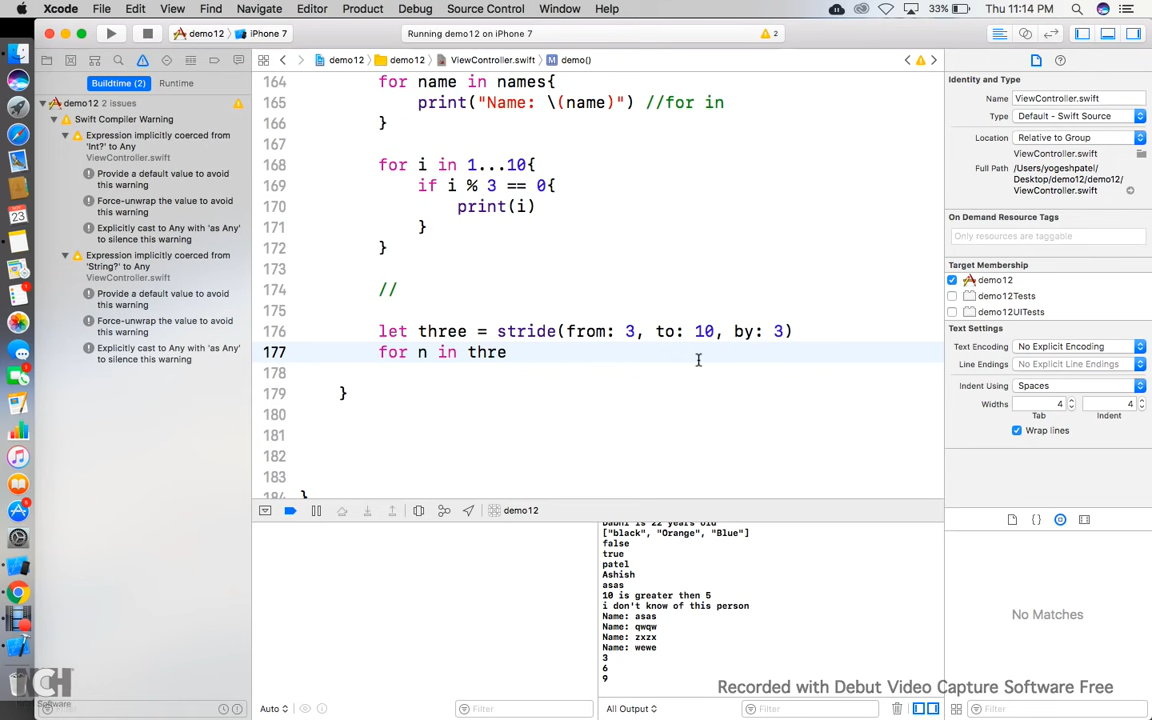 Xcode File Edit View Find Navigate Editor Product Debug Source Control Window Help 33% Thu 11:14 PM
demo12 iPhone 7 Running demo12 on iPhone 7 2
demo12 demo12 ViewController.swift M demo()
Buildtime (2) Runtime
demo12 2 issues
Swift Compiler Warning
Expression implicitly coerced from
'Int?' to Any
ViewController.swift
Provide a default value to avoid
this warning
Force-unwrap the value to avoid
this warning
Explicitly cast to Any with 'as Any'
to silence this warning
Expression implicitly coerced from
'String?' to Any
ViewController.swift
Provide a default value to avoid
this warning
Force-unwrap the value to avoid
this warning
Explicitly cast to Any with 'as Any'
to silence this warning
164 for name in names{
165 print("Name: \(name)") //for in
166 }
167
168 for i in 1...10{
169 if i % 3 == 0{
170 print(i)
171 }
172 }
173
174 //
175
176 let three = stride(from: 3, to: 10, by: 3)
177 for n in thre
178
179 }
180
181
182
183
184 }
demo12
Dabhi is 22 years old
["black", "Orange", "Blue"]
false
true
patel
Ashish
asas
10 is greater then 5
i don't know of this person
Name: asas
Name: qwqw
Name: zxzx
Name: wewe
3
6
9
Auto Filter All Output Filter Filter
Identity and Type
Name ViewController.swift
Type Default - Swift Source
Location Relative to Group
ViewController.swift
Full Path /Users/yogeshpatel/
Desktop/demo12/demo12/
ViewController.swift
On Demand Resource Tags
Only resources are taggable
Target Membership
demo12
demo12Tests
demo12UITests
Text Settings
Text Encoding No Explicit Encoding
Line Endings No Explicit Line Endings
Indent Using Spaces
Widths 4 4
Tab Indent
Wrap lines
No Matches
23
NCH
Software
Filter
Recorded with Debut Video Capture Software Free